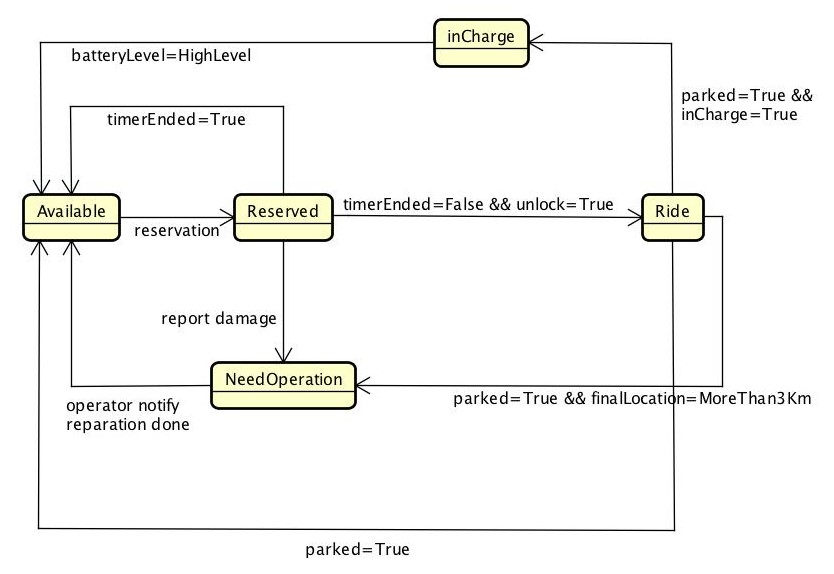 inCharge
batteryLevel=HighLevel
parked=True &&
inCharge=True
timerEnded=True
Available
Reserved
timerEnded=False && unlock=True
Ride
reservation
report damage
NeedOperation
parked=True && finalLocation=MoreThan3Km
operator notify
reparation done
parked=True